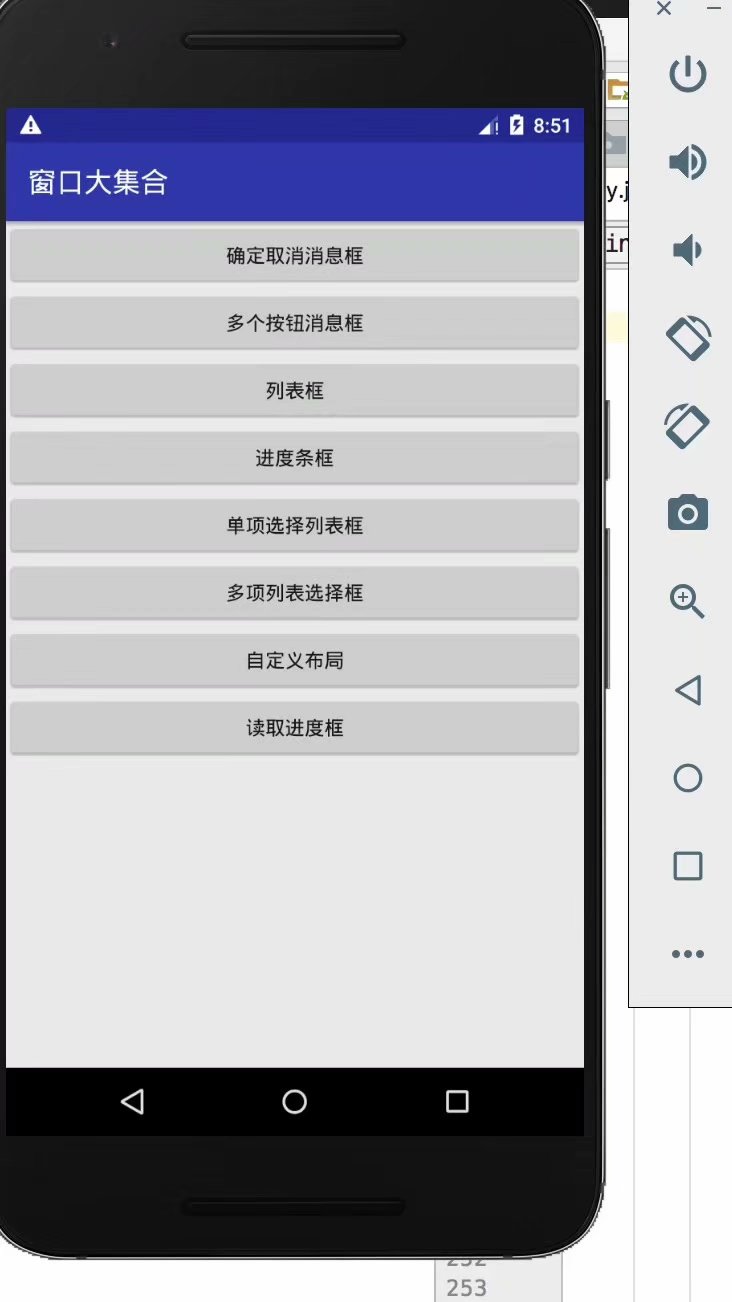 8:51
窗口大集合
确定取消消息框
多个按钮消息框
列表框
进度条框
单项选择列表框
多项列表选择框
自定义布局
读取进度框
y.j
in
252
253